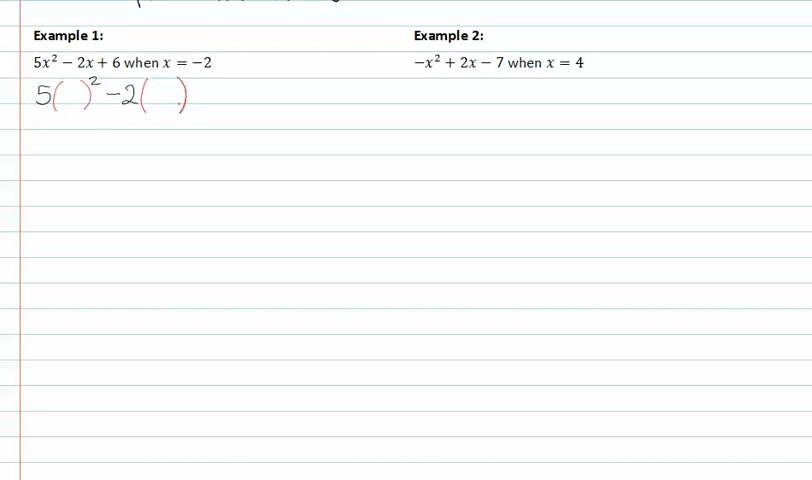 Example 1:
5x² − 2x + 6 when x = −2
5( )² −2( )
Example 2:
−x² + 2x − 7 when x = 4